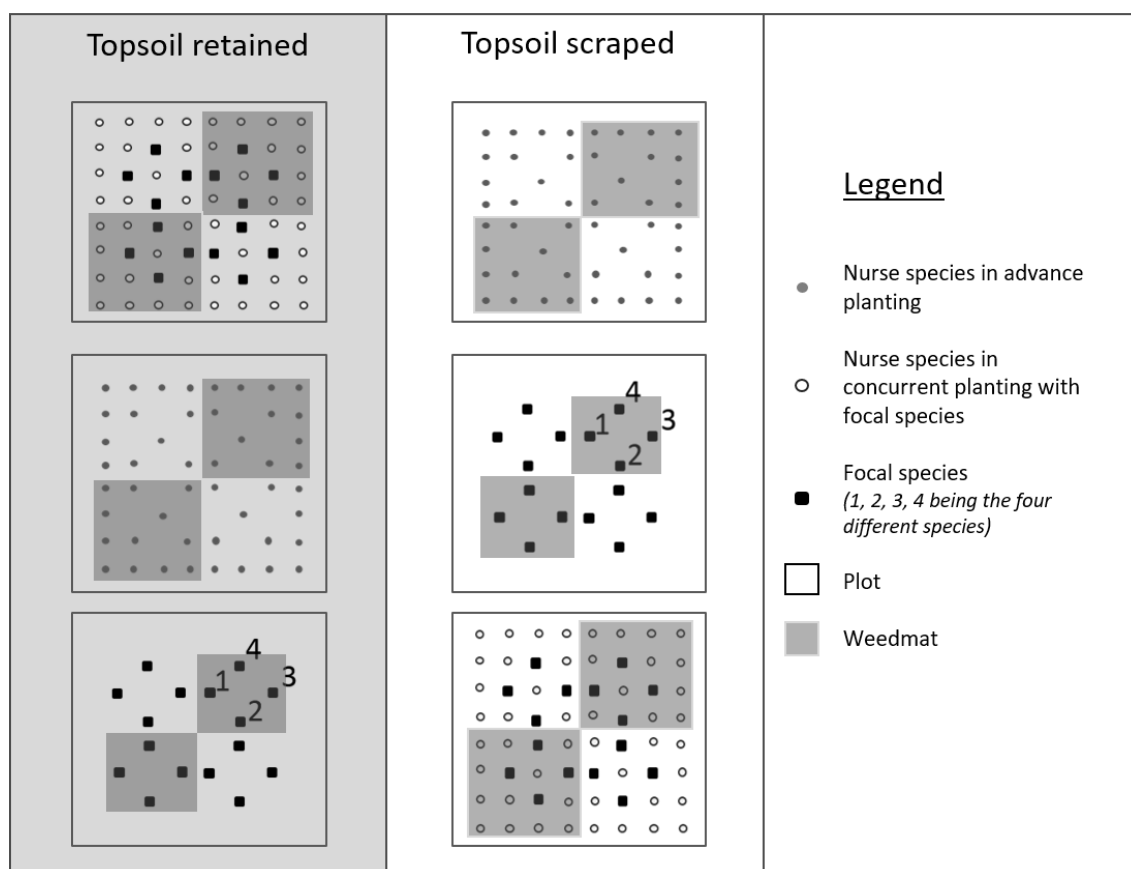 Topsoil retained
Topsoil scraped
4
1
3
2
4
1
3
2
Legend
Nurse species in advance
planting
Nurse species in
concurrent planting with
focal species
Focal species
(1, 2, 3, 4 being the four
different species)
Plot
Weedmat